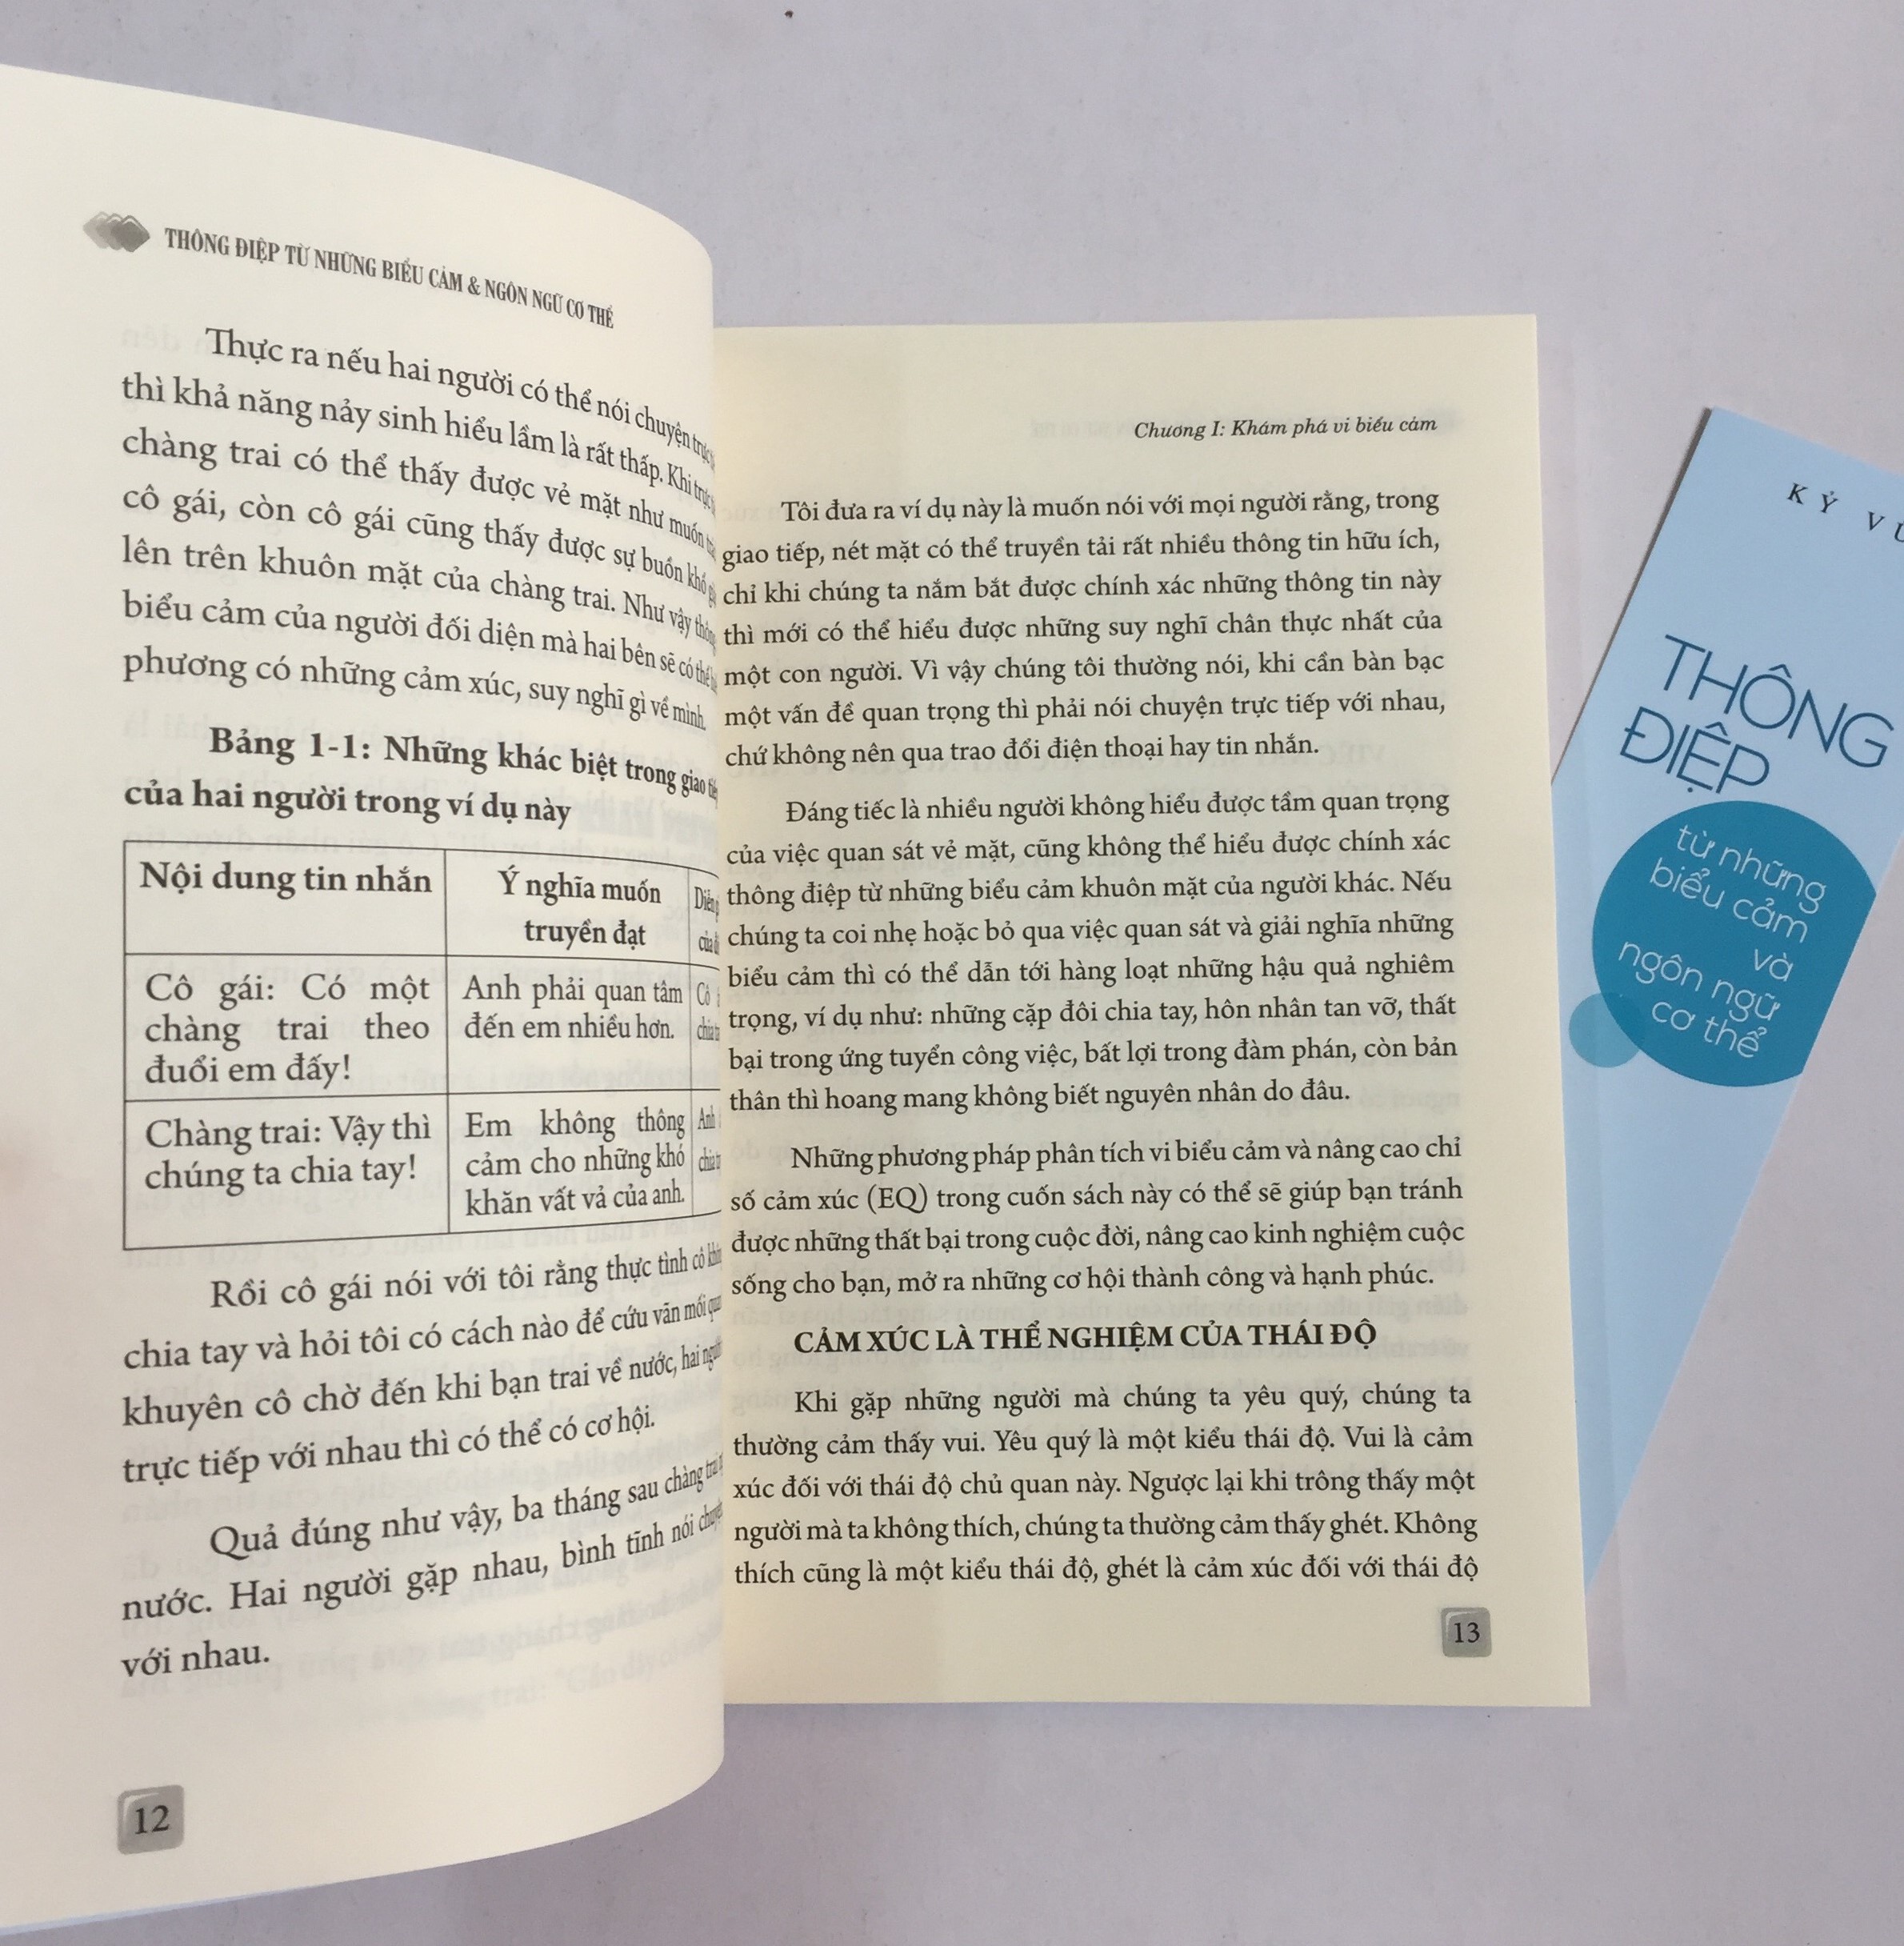 THÔNG ĐIỆP TỪ NHỮNG BIỂU CẢM & NGÔN NGỮ CƠ THỂ
Thực ra nếu hai người có thể nói chuyện
thì khả năng nảy sinh hiểu lầm là rất thấp. Khi
chàng trai có thể thấy được vẻ mặt như muốn
cô gái, còn cô gái cũng thấy được sự buồn khổ
lên trên khuôn mặt của chàng trai. Như vậy
biểu cảm của người đối diện mà hai bên sẽ có thể
phương có những cảm xúc, suy nghĩ gì về mình.
Bảng 1-1: Những khác biệt trong giao
của hai người trong ví dụ này
Nội dung tin nhắn
Ý nghĩa muốn
truyền đạt
Cô gái: Có một
chàng trai theo
đuổi em đấy!
Anh phải quan tâm
đến em nhiều hơn.
Cô
chia
Chàng trai: Vậy thì
chúng ta chia tay!
Em không thông
cảm cho những khó
khăn vất vả của anh.
Anh
chia
Rồi cô gái nói với tôi rằng thực tình cô
chia tay và hỏi tôi có cách nào để cứu vãn mối
khuyên cô chờ đến khi bạn trai về nước, hai
trực tiếp với nhau thì có thể có cơ hội.
Quả đúng như vậy, ba tháng sau chàng trai
nước. Hai người gặp nhau, bình tĩnh nói
với nhau.
12
Chương I: Khám phá vi biểu cảm
Tôi đưa ra ví dụ này là muốn nói với mọi người rằng, trong
giao tiếp, nét mặt có thể truyền tải rất nhiều thông tin hữu ích,
chỉ khi chúng ta nắm bắt được chính xác những thông tin này
thì mới có thể hiểu được những suy nghĩ chân thực nhất của
một con người. Vì vậy chúng tôi thường nói, khi cần bàn bạc
một vấn đề quan trọng thì phải nói chuyện trực tiếp với nhau,
chứ không nên qua trao đổi điện thoại hay tin nhắn.
Đáng tiếc là nhiều người không hiểu được tầm quan trọng
của việc quan sát vẻ mặt, cũng không thể hiểu được chính xác
thông điệp từ những biểu cảm khuôn mặt của người khác. Nếu
chúng ta coi nhẹ hoặc bỏ qua việc quan sát và giải nghĩa những
biểu cảm thì có thể dẫn tới hàng loạt những hậu quả nghiêm
trọng, ví dụ như: những cặp đôi chia tay, hôn nhân tan vỡ, thất
bại trong ứng tuyển công việc, bất lợi trong đàm phán, còn bản
thân thì hoang mang không biết nguyên nhân do đâu.
Những phương pháp phân tích vi biểu cảm và nâng cao chỉ
số cảm xúc (EQ) trong cuốn sách này có thể sẽ giúp bạn tránh
được những thất bại trong cuộc đời, nâng cao kinh nghiệm cuộc
sống cho bạn, mở ra những cơ hội thành công và hạnh phúc.
CẢM XÚC LÀ THỂ NGHIỆM CỦA THÁI ĐỘ
Khi gặp những người mà chúng ta yêu quý, chúng ta
thường cảm thấy vui. Yêu quý là một kiểu thái độ. Vui là cảm
xúc đối với thái độ chủ quan này. Ngược lại khi trông thấy một
người mà ta không thích, chúng ta thường cảm thấy ghét. Không
thích cũng là một kiểu thái độ, ghét là cảm xúc đối với thái độ
13
KỶ
THÔNG
ĐIỆP
từ những
biểu cảm
và
ngôn ngữ
cơ thể